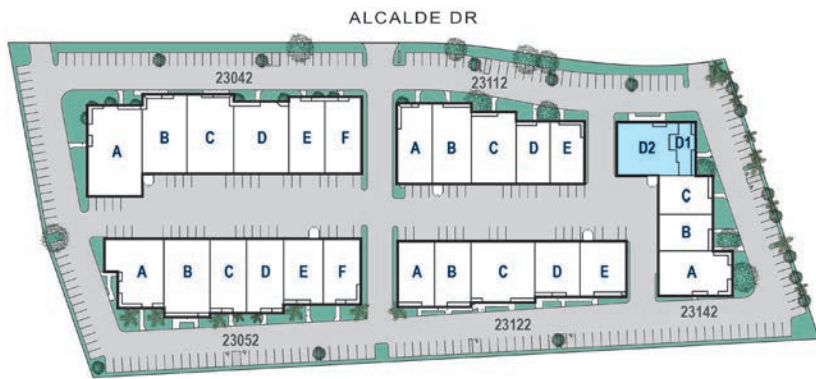 ALCALDE DR
23042
23112
A B C D E F
A B C D E
D2 D1
C
B
A
A B C D E F
A B C D E
23052
23122
23142